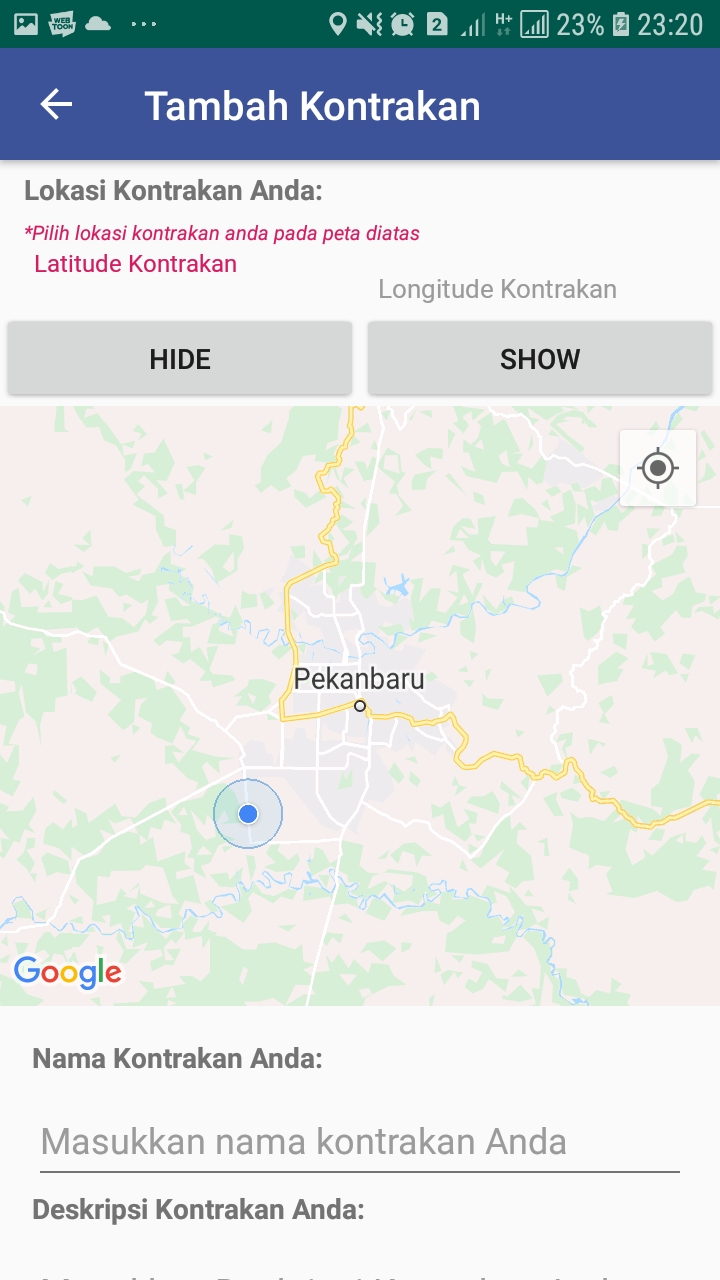 WEB TOON ... 2 H+ 23% 23:20
Tambah Kontrakan
Lokasi Kontrakan Anda:
*Pilih lokasi kontrakan anda pada peta diatas
Latitude Kontrakan
Longitude Kontrakan
HIDE SHOW
Pekanbaru
Google
Nama Kontrakan Anda:
Masukkan nama kontrakan Anda
Deskripsi Kontrakan Anda: